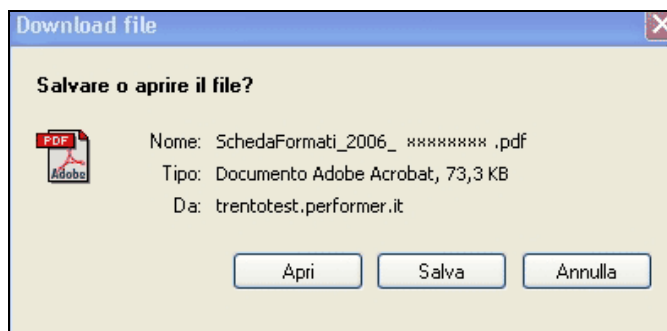 Download file
Salvare o aprire il file?
PDF
Adobe
Nome: SchedaFormati_2006_ xxxxxxxx .pdf
Tipo: Documento Adobe Acrobat, 73,3 KB
Da: trentotest.performer.it
Apri Salva Annulla